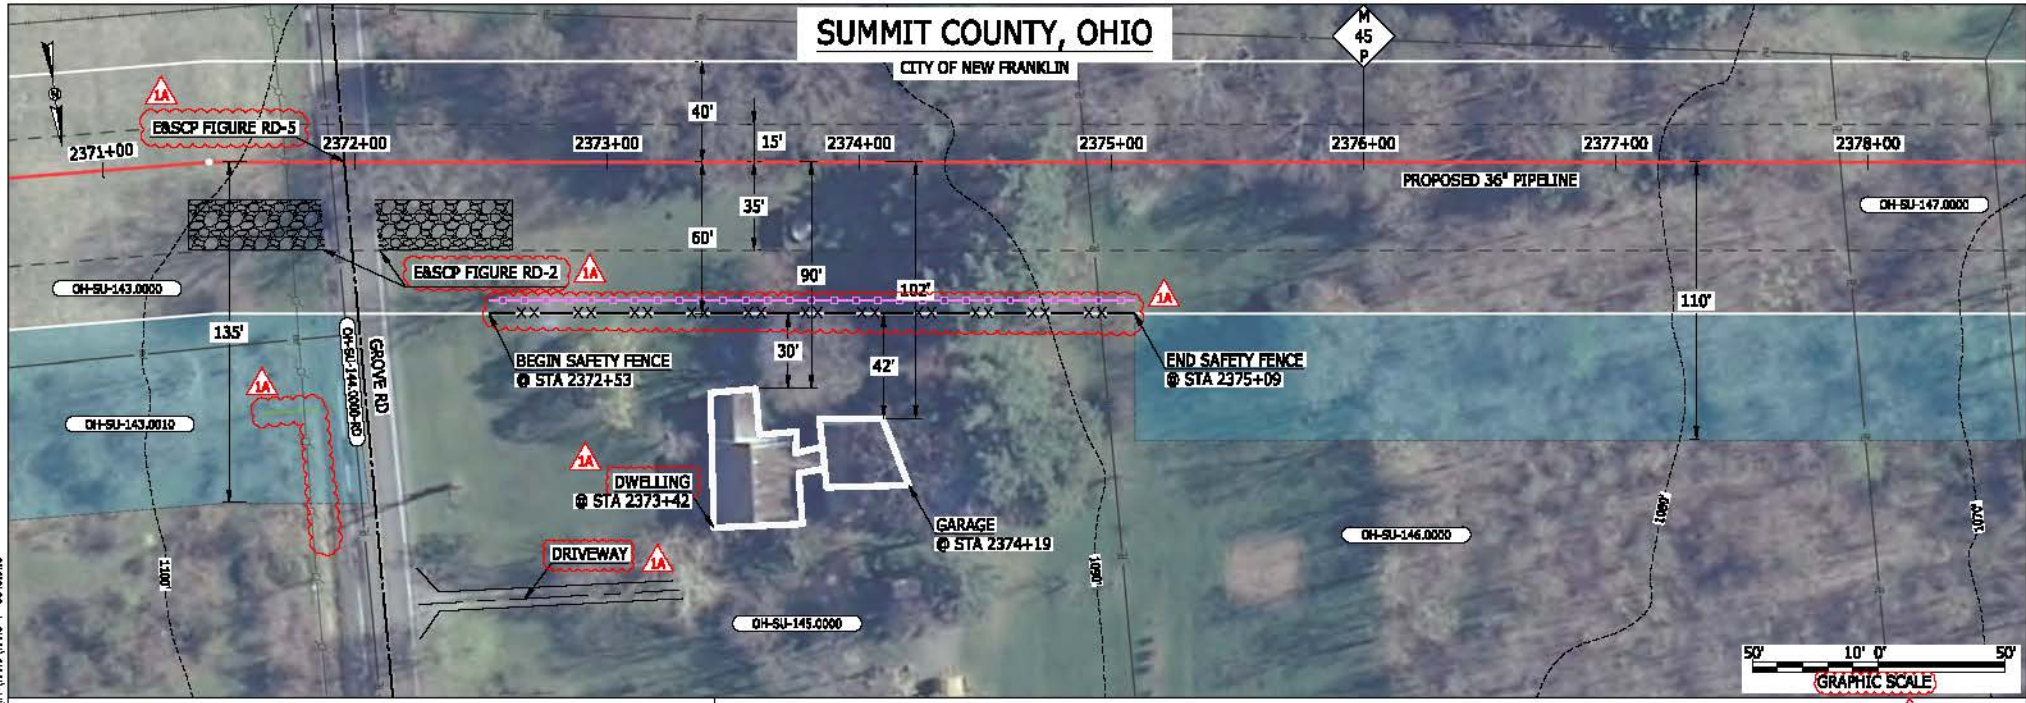 SUMMIT COUNTY, OHIO
CITY OF NEW FRANKLIN
M
45
P
N
1A
E&SCP FIGURE RD-5
2371+00
2372+00
2373+00
2374+00
2375+00
2376+00
2377+00
2378+00
40'
15'
PROPOSED 36" PIPELINE
35'
60'
90'
102'
110'
135'
OH-SU-147.0000
E&SCP FIGURE RD-2
1A
1A
OH-SU-143.0000
OH-SU-144.0000-RD
GROVE RD
BEGIN SAFETY FENCE
@ STA 2372+53
30'
42'
END SAFETY FENCE
@ STA 2375+09
1A
OH-SU-143.0010
1A
DWELLING
@ STA 2373+42
GARAGE
@ STA 2374+19
DRIVEWAY
1A
OH-SU-146.0000
OH-SU-145.0000
1100'
1090'
1080'
1070'
50' 10' 0' 50'
GRAPHIC SCALE